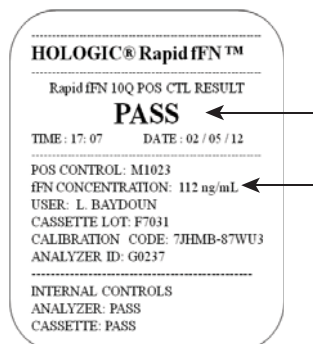 ----------------------------------------
HOLOGIC® Rapid fFN™
----------------------------------------
Rapid fFN 10Q POS CTL RESULT
PASS
TIME : 17: 07 DATE : 02 / 05 / 12
----------------------------------------
POS CONTROL: M1023
fFN CONCENTRATION: 112 ng/mL
USER: L. BAYDOUN
CASSETTE LOT: F7031
CALIBRATION CODE: 7JHMB-87WU3
ANALYZER ID: G0237
----------------------------------------
INTERNAL CONTROLS
ANALYZER: PASS
CASSETTE: PASS